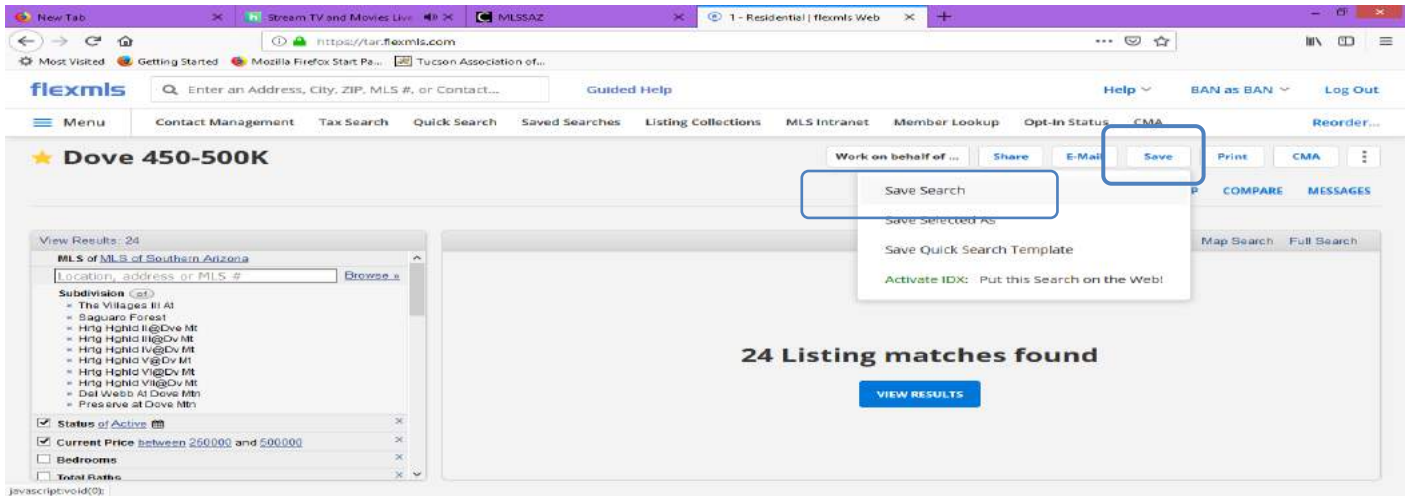 New Tab Stream TV and Movies Live MLSSAZ 1 - Residential | flexmls Web
https://tar.flexmls.com
Most Visited Getting Started Mozilla Firefox Start Pa... Tucson Association of...
flexmls Enter an Address, City, ZIP, MLS #, or Contact... Guided Help Help BAN as BAN Log Out
Menu Contact Management Tax Search Quick Search Saved Searches Listing Collections MLS Intranet Member Lookup Opt-In Status CMA Reorder...
Dove 450-500K Work on behalf of ... Share E-Mail Save Print CMA
Save Search
P COMPARE MESSAGES
Save Selected As
View Results: 24 Map Search Full Search
Save Quick Search Template
MLS of MLS of Southern Arizona
Location, address or MLS # Browse »
Activate IDX: Put this Search on the Web!
Subdivision (of)
The Villages III At
Saguaro Forest
Hrtg Hghld II@Dve Mt
Hrtg Hghld III@Dv Mt
Hrtg Hghld IV@Dv Mt
Hrtg Hghld V@Dv Mt
Hrtg Hghld VI@Dv Mt
Hrtg Hghld VII@Dv Mt
Del Webb At Dove Mtn
Preserve at Dove Mtn
24 Listing matches found
VIEW RESULTS
Status of Active
Current Price between 250000 and 500000
Bedrooms
Total Baths
javascript:void(0);